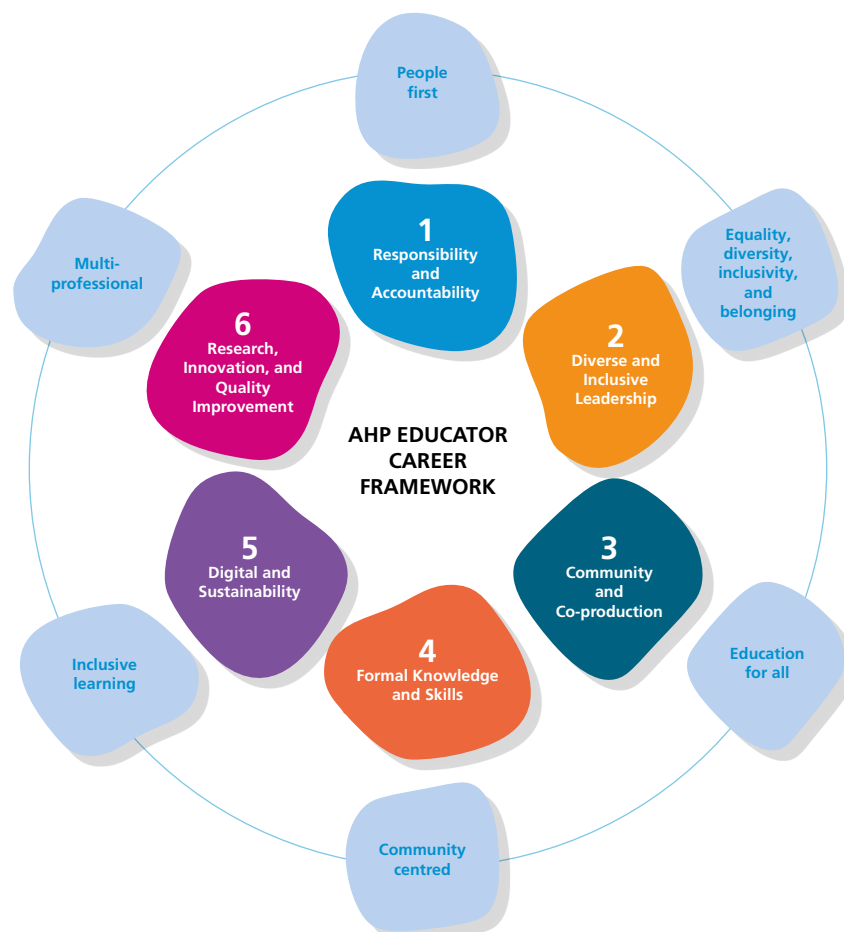 People
first
1
Responsibility
and
Accountability
Multi-
professional
Equality,
diversity,
inclusivity,
and
belonging
6
Research,
Innovation, and
Quality
Improvement
2
Diverse and
Inclusive
Leadership
AHP EDUCATOR
CAREER
FRAMEWORK
5
Digital and
Sustainability
3
Community
and
Co-production
4
Formal Knowledge
and Skills
Inclusive
learning
Education
for all
Community
centred